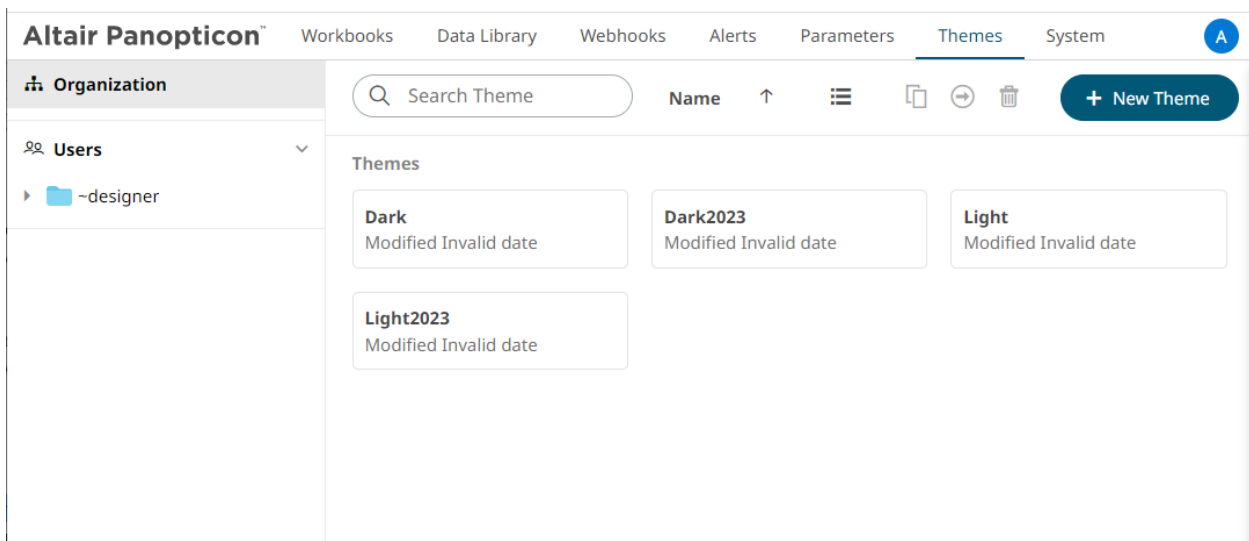 Altair Panopticon™ Workbooks Data Library Webhooks Alerts Parameters Themes System A
Organization
Search Theme Name ↑ + New Theme
Users
~designer
Themes
Dark Dark2023 Light
Modified Invalid date Modified Invalid date Modified Invalid date
Light2023
Modified Invalid date